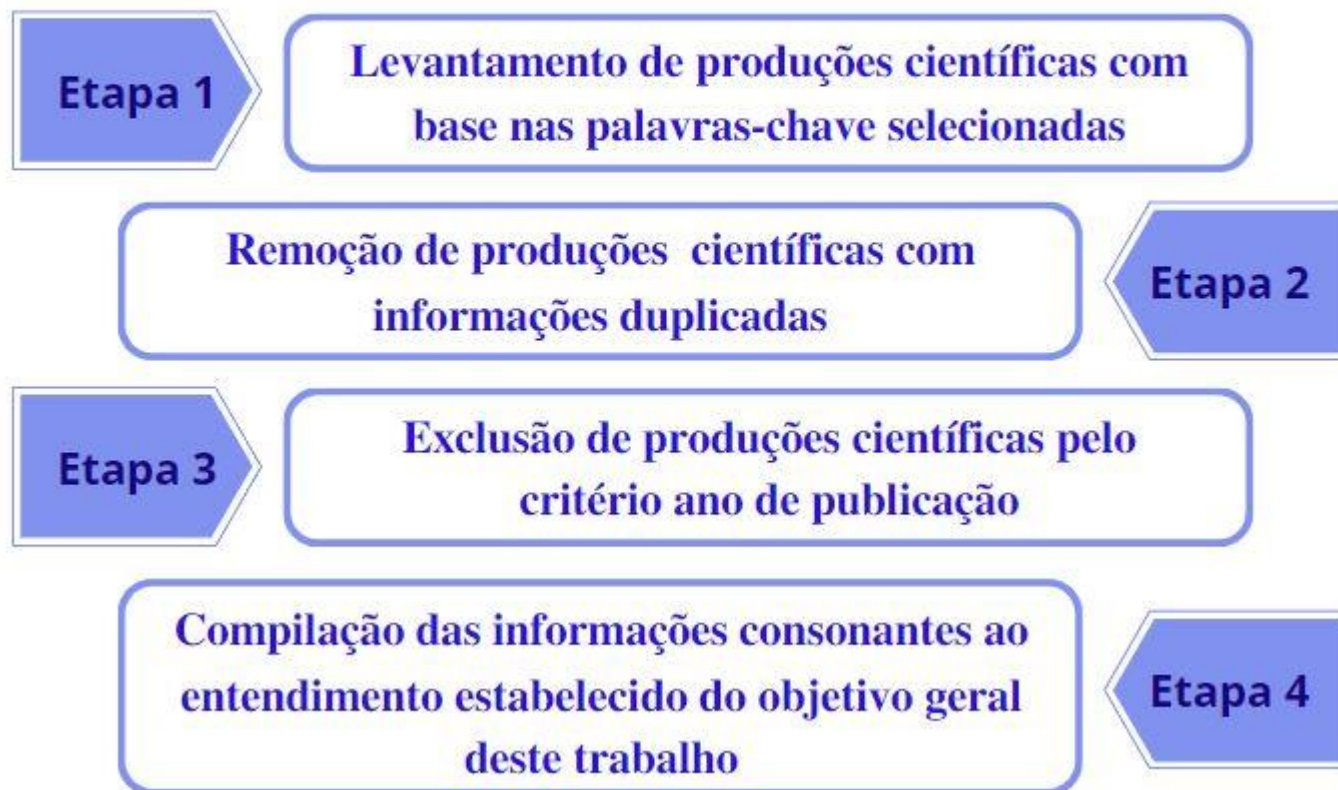 Etapa 1
Levantamento de produções científicas com
base nas palavras-chave selecionadas
Remoção de produções científicas com
informações duplicadas
Etapa 2
Etapa 3
Exclusão de produções científicas pelo
critério ano de publicação
Compilação das informações consonantes ao
entendimento estabelecido do objetivo geral
deste trabalho
Etapa 4